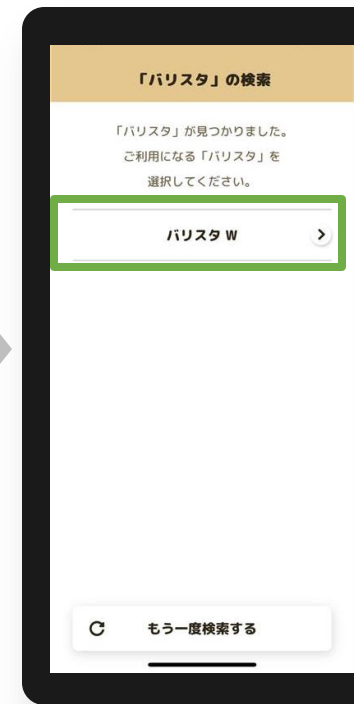 「バリスタ」の検索
「バリスタ」が見つかりました。
ご利用になる「バリスタ」を
選択してください。
バリスタ W
もう一度検索する